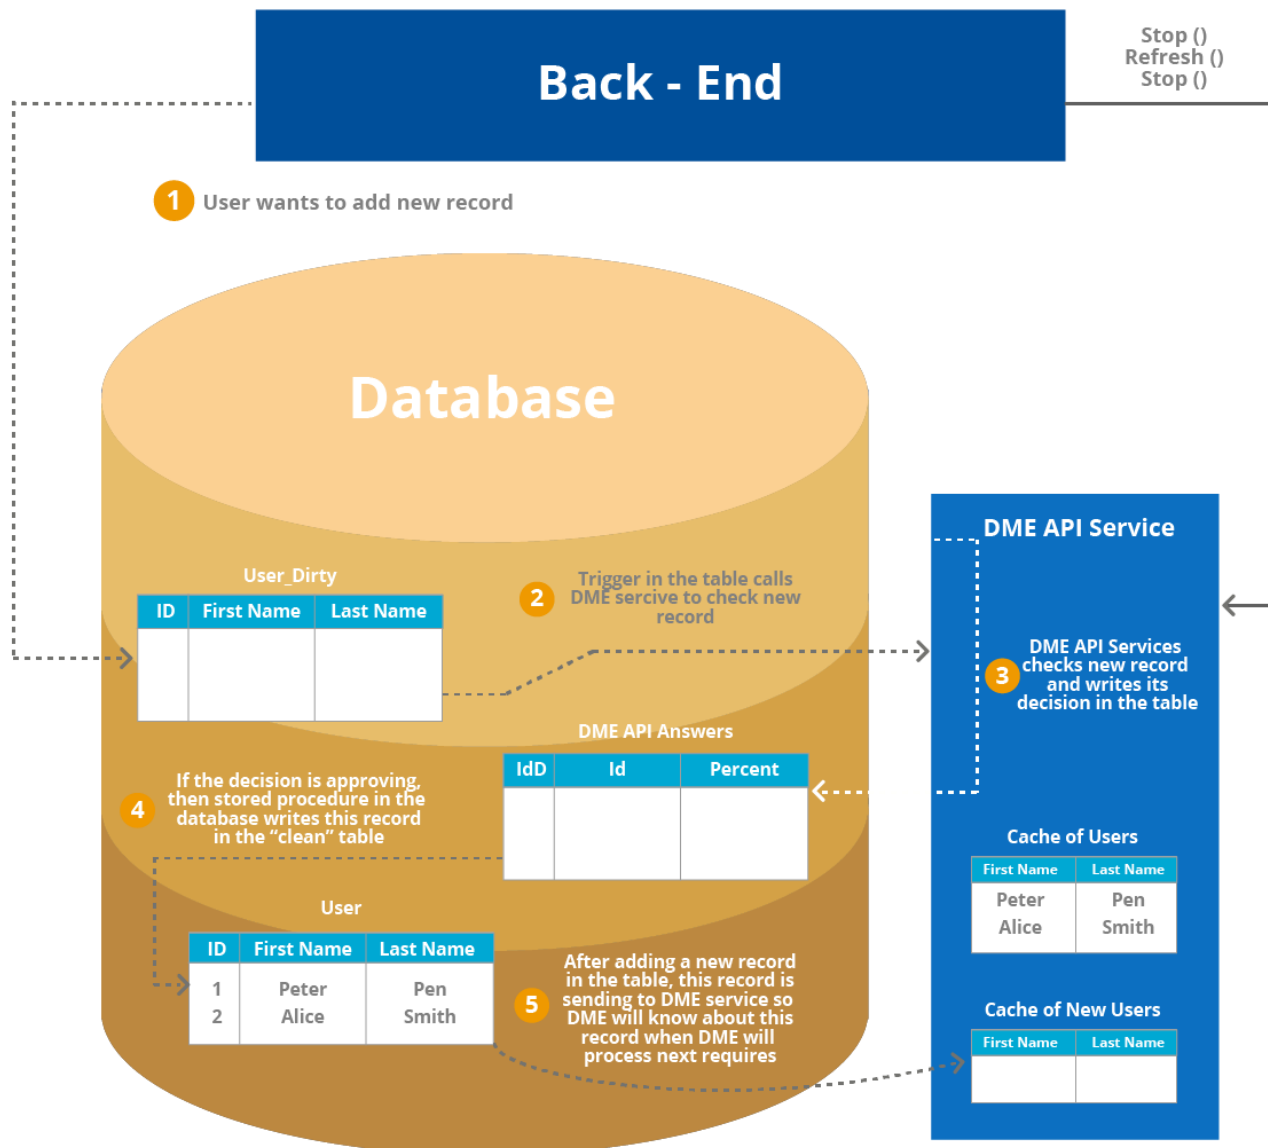 Back - End
Stop ()
Refresh ()
Stop ()
1
User wants to add new record
Database
User_Dirty
ID First Name Last Name
2
Trigger in the table calls
DME sercive to check new
record
DME API Service
3
DME API Services
checks new record
and writes its
decision in the table
DME API Answers
IdD Id Percent
4
If the decision is approving,
then stored procedure in the
database writes this record
in the “clean” table
User
ID First Name Last Name
1 Peter Pen
2 Alice Smith
5
After adding a new record
in the table, this record is
sending to DME service so
DME will know about this
record when DME will
process next requires
Cache of Users
First Name Last Name
Peter Pen
Alice Smith
Cache of New Users
First Name Last Name